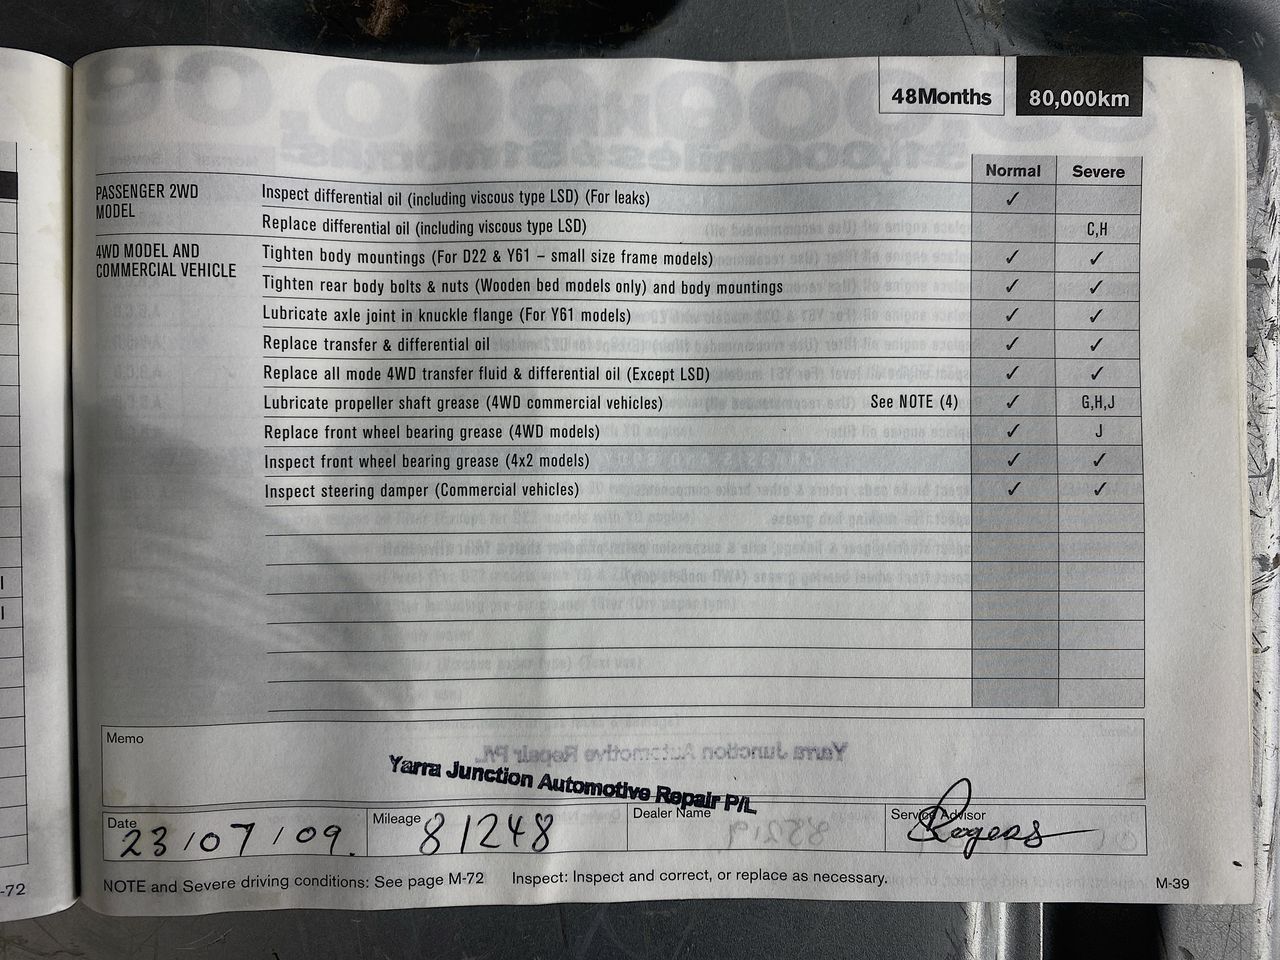 48Months 80,000km
Normal Severe
PASSENGER 2WD MODEL
Inspect differential oil (including viscous type LSD) (For leaks) ✓
Replace differential oil (including viscous type LSD) C,H
4WD MODEL AND COMMERCIAL VEHICLE
Tighten body mountings (For D22 & Y61 – small size frame models) ✓ ✓
Tighten rear body bolts & nuts (Wooden bed models only) and body mountings ✓ ✓
Lubricate axle joint in knuckle flange (For Y61 models) ✓ ✓
Replace transfer & differential oil ✓ ✓
Replace all mode 4WD transfer fluid & differential oil (Except LSD) ✓ ✓
Lubricate propeller shaft grease (4WD commercial vehicles) See NOTE (4) ✓ G,H,J
Replace front wheel bearing grease (4WD models) ✓ J
Inspect front wheel bearing grease (4x2 models) ✓ ✓
Inspect steering damper (Commercial vehicles) ✓ ✓
Memo
Yarra Junction Automotive Repair P/L
Date 23/07/09. Mileage 81248 Dealer Name Service Advisor Rogers
NOTE and Severe driving conditions: See page M-72 Inspect: Inspect and correct, or replace as necessary.
M-39
-72